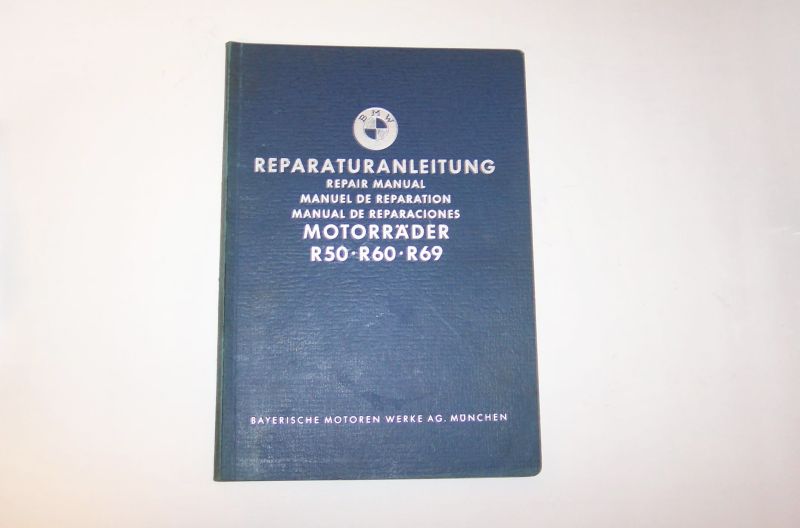 BMW
REPARATURANLEITUNG
REPAIR MANUAL
MANUEL DE REPARATION
MANUAL DE REPARACIONES
MOTORRÄDER
R50·R60·R69
BAYERISCHE MOTOREN WERKE AG. MÜNCHEN